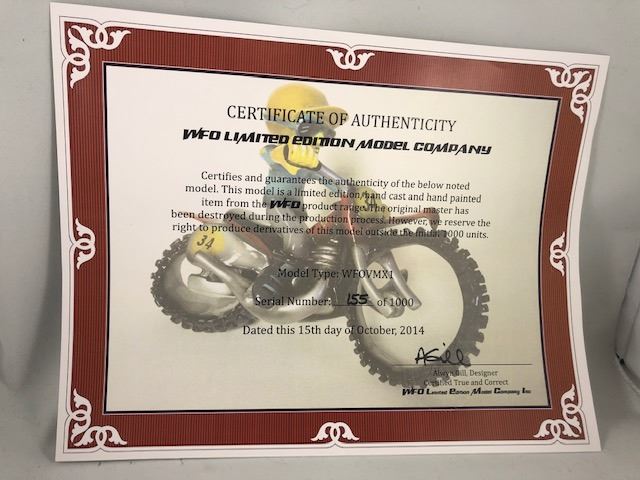 CERTIFICATE OF AUTHENTICITY
WFO LIMITED EDITION MODEL COMPANY
Certifies and guarantees the authenticity of the below noted
model. This model is a limited edition, hand cast and hand painted
item from the WFO product range. The original master has
been destroyed during the production process. However, we reserve the
right to produce derivatives of this model outside the initial 1000 units.
34
34
Model Type: WFOVMX1
Serial Number: 155 of 1000
Dated this 15th day of October, 2014
AGill
Alwyn Gill, Designer
Certified True and Correct
WFO Limited Edition Model Company Inc